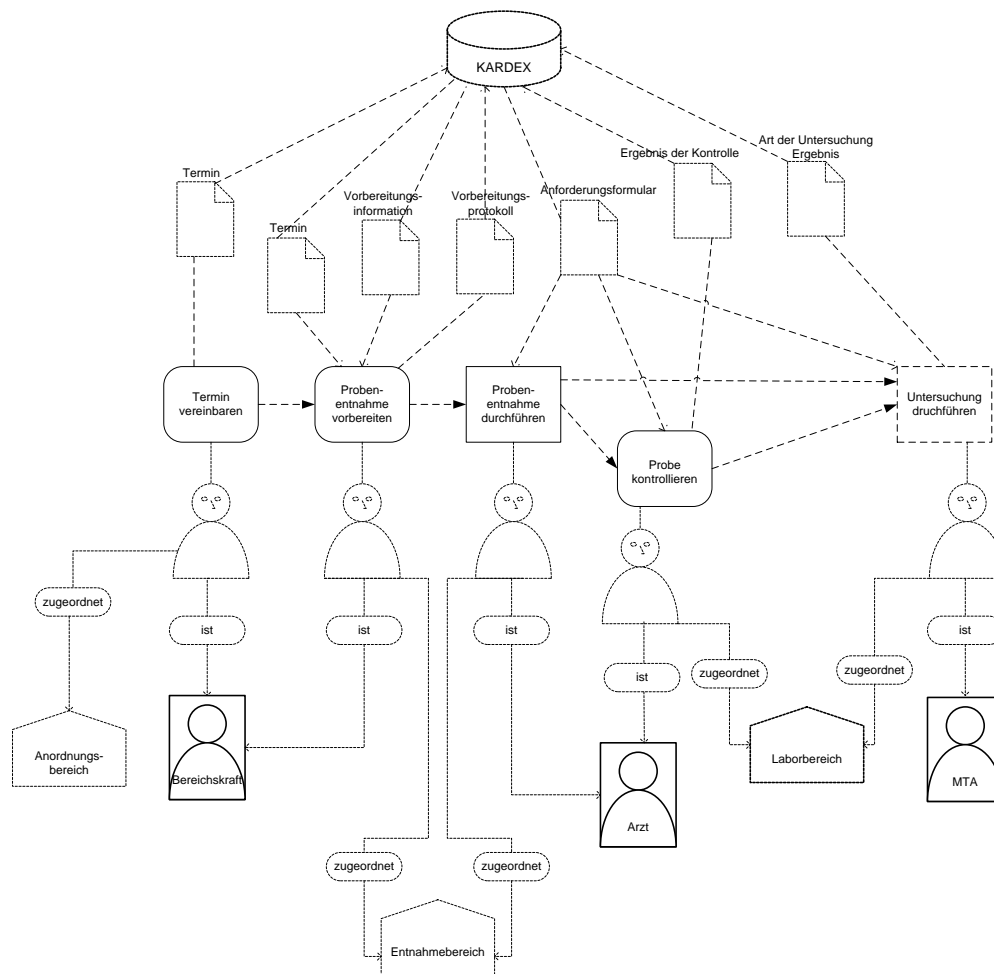 KARDEX
Termin
Termin
Vorbereitungs-
information
Vorbereitungs-
protokoll
Anforderungsformular
Ergebnis der Kontrolle
Art der Untersuchung
Ergebnis
Termin
vereinbaren
Proben-
entnahme
vorbereiten
Proben-
entnahme
durchführen
Probe
kontrollieren
Untersuchung
druchführen
zugeordnet
ist
ist
ist
ist
zugeordnet
zugeordnet
ist
Anordnungs-
bereich
Bereichskraft
Arzt
Laborbereich
MTA
zugeordnet
zugeordnet
Entnahmebereich